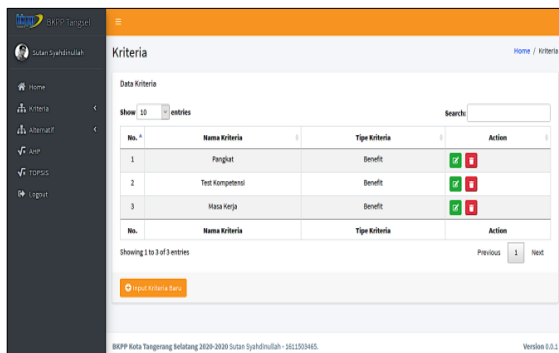 BKPP Tangsel
Sutan Syahdinullah
Home
Kriteria
Alternatif
AHP
TOPSIS
Logout
Kriteria
Home / Kriteria
Data Kriteria
Show 10 entries
Search:
No. Nama Kriteria Tipe Kriteria Action
1 Pangkat Benefit
2 Test Kompetensi Benefit
3 Masa Kerja Benefit
No. Nama Kriteria Tipe Kriteria Action
Showing 1 to 3 of 3 entries
Previous 1 Next
Input Kriteria Baru
BKPP Kota Tangerang Selatang 2020-2020 Sutan Syahdinullah - 1611503465.
Version 0.0.1